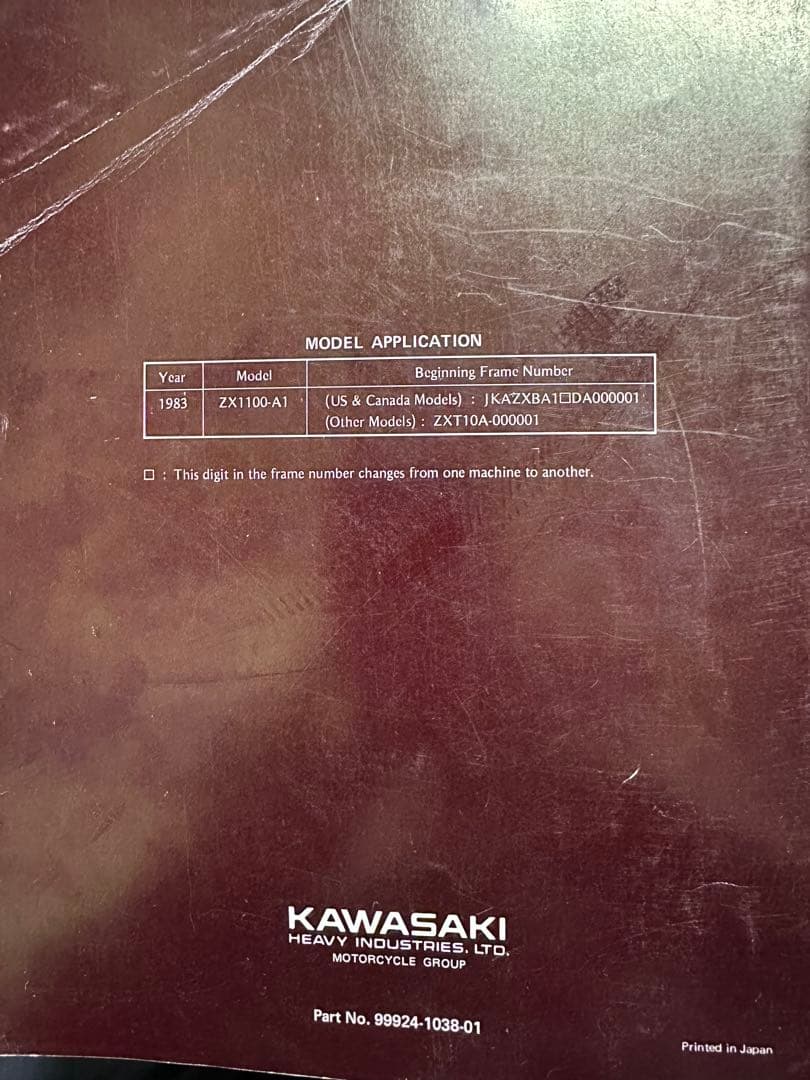 MODEL APPLICATION
Year Model Beginning Frame Number
1983 ZX1100-A1 (US & Canada Models) : JKAZXBA1□DA000001
(Other Models) : ZXT10A-000001
□ : This digit in the frame number changes from one machine to another.
KAWASAKI
HEAVY INDUSTRIES, LTD.
MOTORCYCLE GROUP
Part No. 99924-1038-01
Printed in Japan